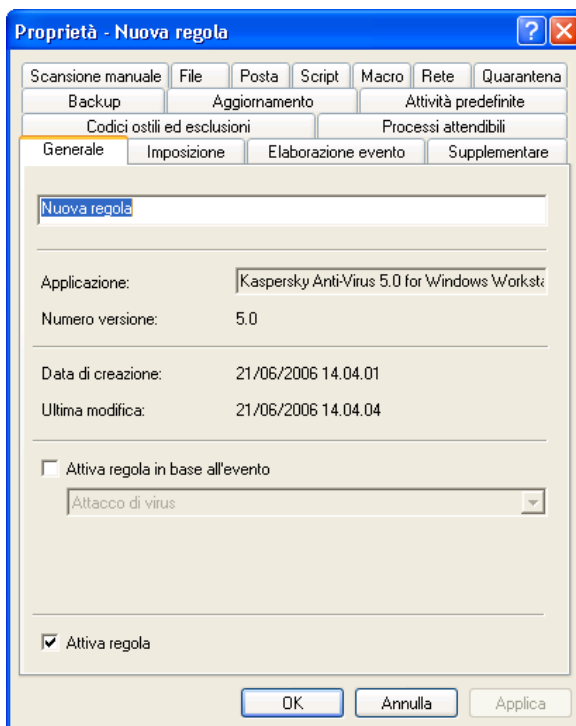 Proprietà - Nuova regola
Scansione manuale File Posta Script Macro Rete Quarantena
Backup Aggiornamento Attività predefinite
Codici ostili ed esclusioni Processi attendibili
Generale Imposizione Elaborazione evento Supplementare
Nuova regola
Applicazione: Kaspersky Anti-Virus 5.0 for Windows
Numero versione: 5.0
Data di creazione: 21/06/2006 14.04.01
Ultima modifica: 21/06/2006 14.04.04
Attiva regola in base all'evento
Attacco di virus
Attiva regola
OK Annulla Applica